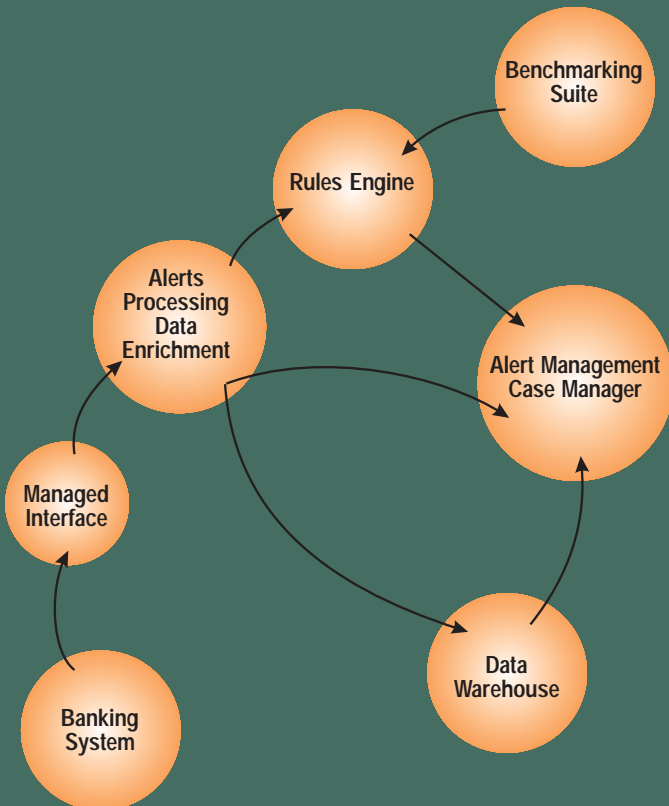 Benchmarking
Suite
Rules Engine
Alerts
Processing
Data
Enrichment
Alert Management
Case Manager
Managed
Interface
Data
Warehouse
Banking
System